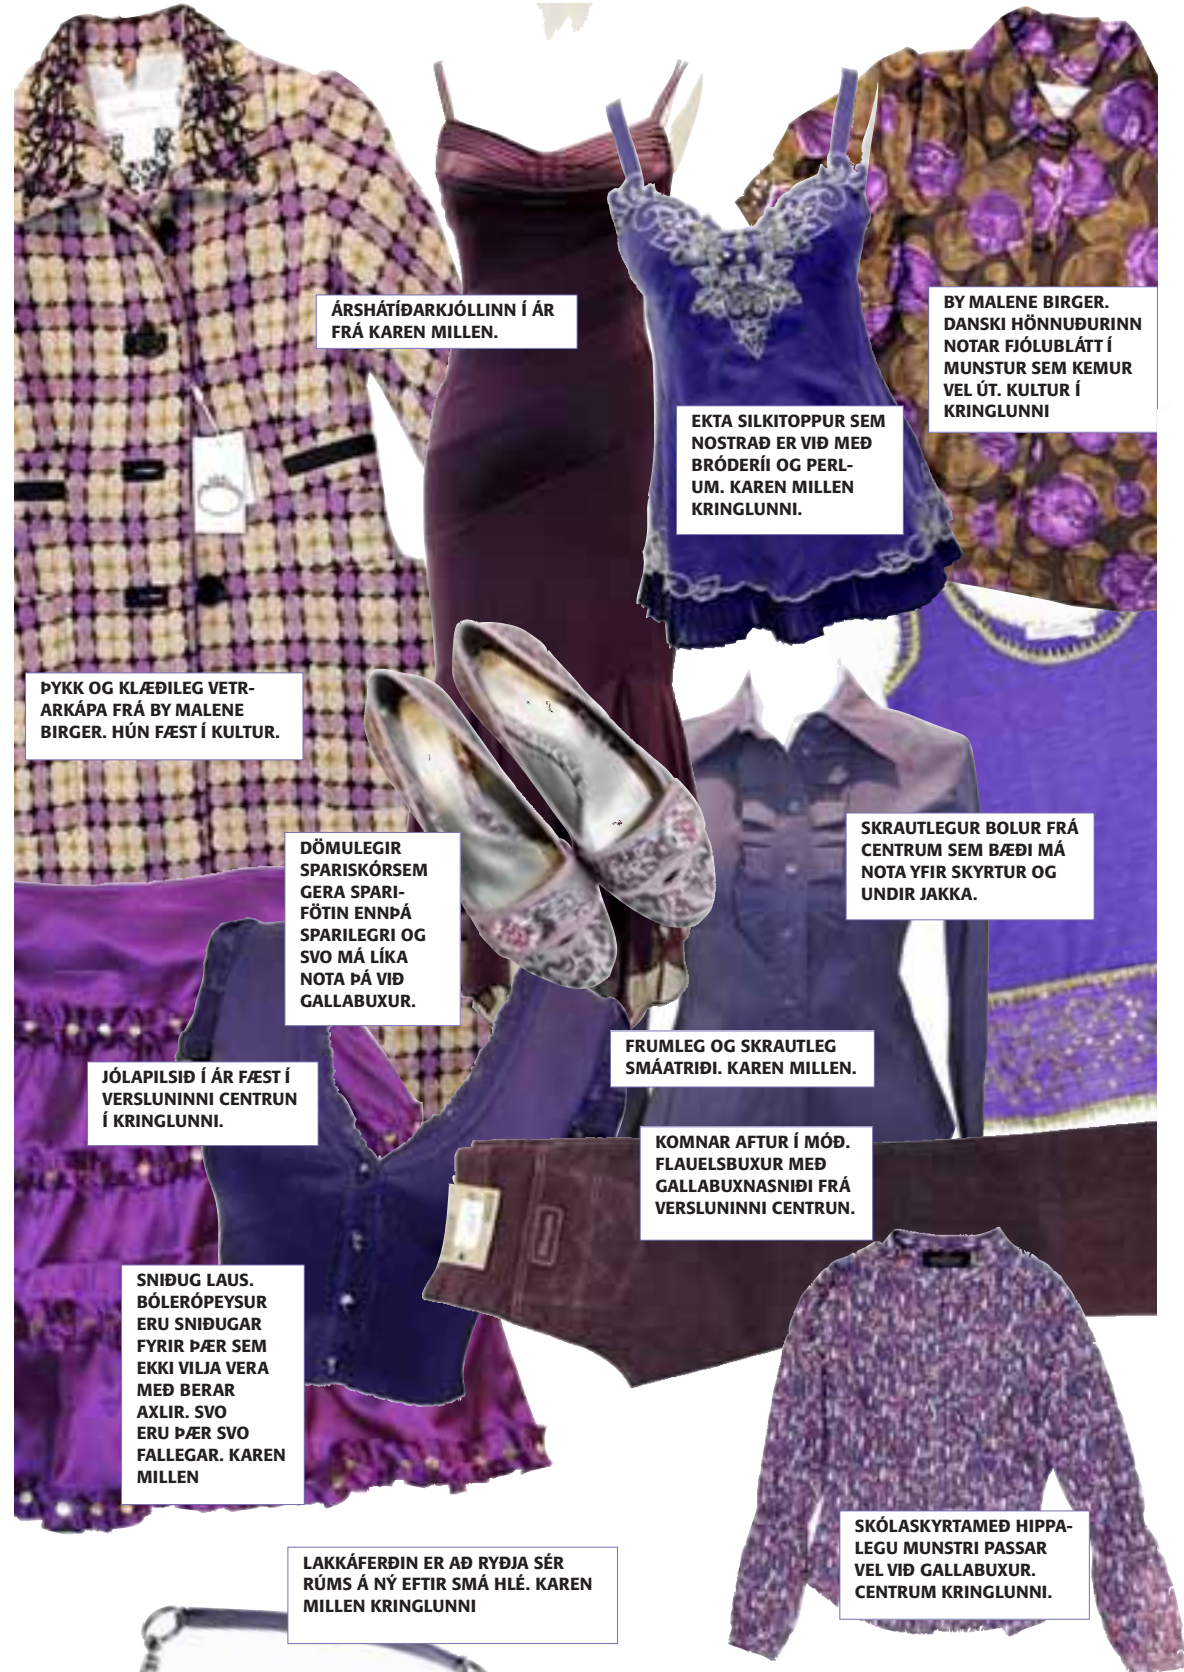 ÁRSHÁTÍÐARKJÓLLINN Í ÁR
FRÁ KAREN MILLEN.
BY MALENE BIRGER.
DANSKI HÖNNUÐURINN
NOTAR FJÓLUBLÁTT Í
MUNSTUR SEM KEMUR
VEL ÚT. KULTUR Í
KRINGLUNNI
EKTA SILKITOPPUR SEM
NOSTRAÐ ER VIÐ MEÐ
BRÓDERÍI OG PERL-
UM. KAREN MILLEN
KRINGLUNNI.
ÞYKK OG KLÆÐILEG VETR-
ARKÁPA FRÁ BY MALENE
BIRGER. HÚN FÆST Í KULTUR.
DÖMULEGIR
SPARISKÓRSEM
GERA SPARI-
FÖTIN ENNÞÁ
SPARILEGRI OG
SVO MÁ LÍKA
NOTA ÞÁ VIÐ
GALLABUXUR.
SKRAUTLEGUR BOLUR FRÁ
CENTRUM SEM BÆÐI MÁ
NOTA YFIR SKYRTUR OG
UNDIR JAKKA.
FRUMLEG OG SKRAUTLEG
SMÁATRIÐI. KAREN MILLEN.
JÓLAPILSIÐ Í ÁR FÆST Í
VERSLUNINNI CENTRUN
Í KRINGLUNNI.
KOMNAR AFTUR Í MÓÐ.
FLAUELSBUXUR MEÐ
GALLABUXNASNIÐI FRÁ
VERSLUNINNI CENTRUN.
SNIÐUG LAUS.
BÓLERÓPEYSUR
ERU SNIÐUGAR
FYRIR ÞÆR SEM
EKKI VILJA VERA
MEÐ BERAR
AXLIR. SVO
ERU ÞÆR SVO
FALLEGAR. KAREN
MILLEN
SKÓLASKYRTAMEÐ HIPPA-
LEGU MUNSTRI PASSAR
VEL VIÐ GALLABUXUR.
CENTRUM KRINGLUNNI.
LAKKÁFERÐIN ER AÐ RYÐJA SÉR
RÚMS Á NÝ EFTIR SMÁ HLÉ. KAREN
MILLEN KRINGLUNNI